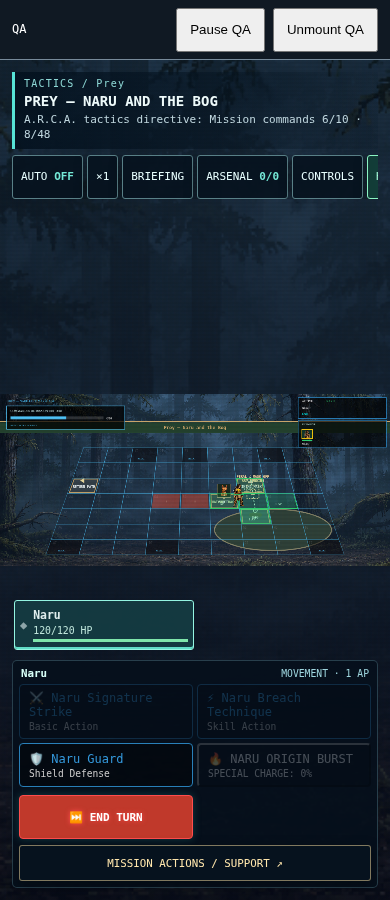 QA
Pause QA
Unmount QA
TACTICS / Prey
PREY — NARU AND THE BOG
A.R.C.A. tactics directive: Mission commands 6/10 ·
8/48
AUTO OFF
×1
BRIEFING
ARSENAL 0/0
CONTROLS
Prey — Naru and the Bog
Naru
120/120 HP
Naru
MOVEMENT · 1 AP
⚔️ Naru Signature
Strike
Basic Action
⚡ Naru Breach
Technique
Skill Action
🛡️ Naru Guard
Shield Defense
🔥 NARU ORIGIN BURST
SPECIAL CHARGE: 0%
⏩ END TURN
MISSION ACTIONS / SUPPORT ↗